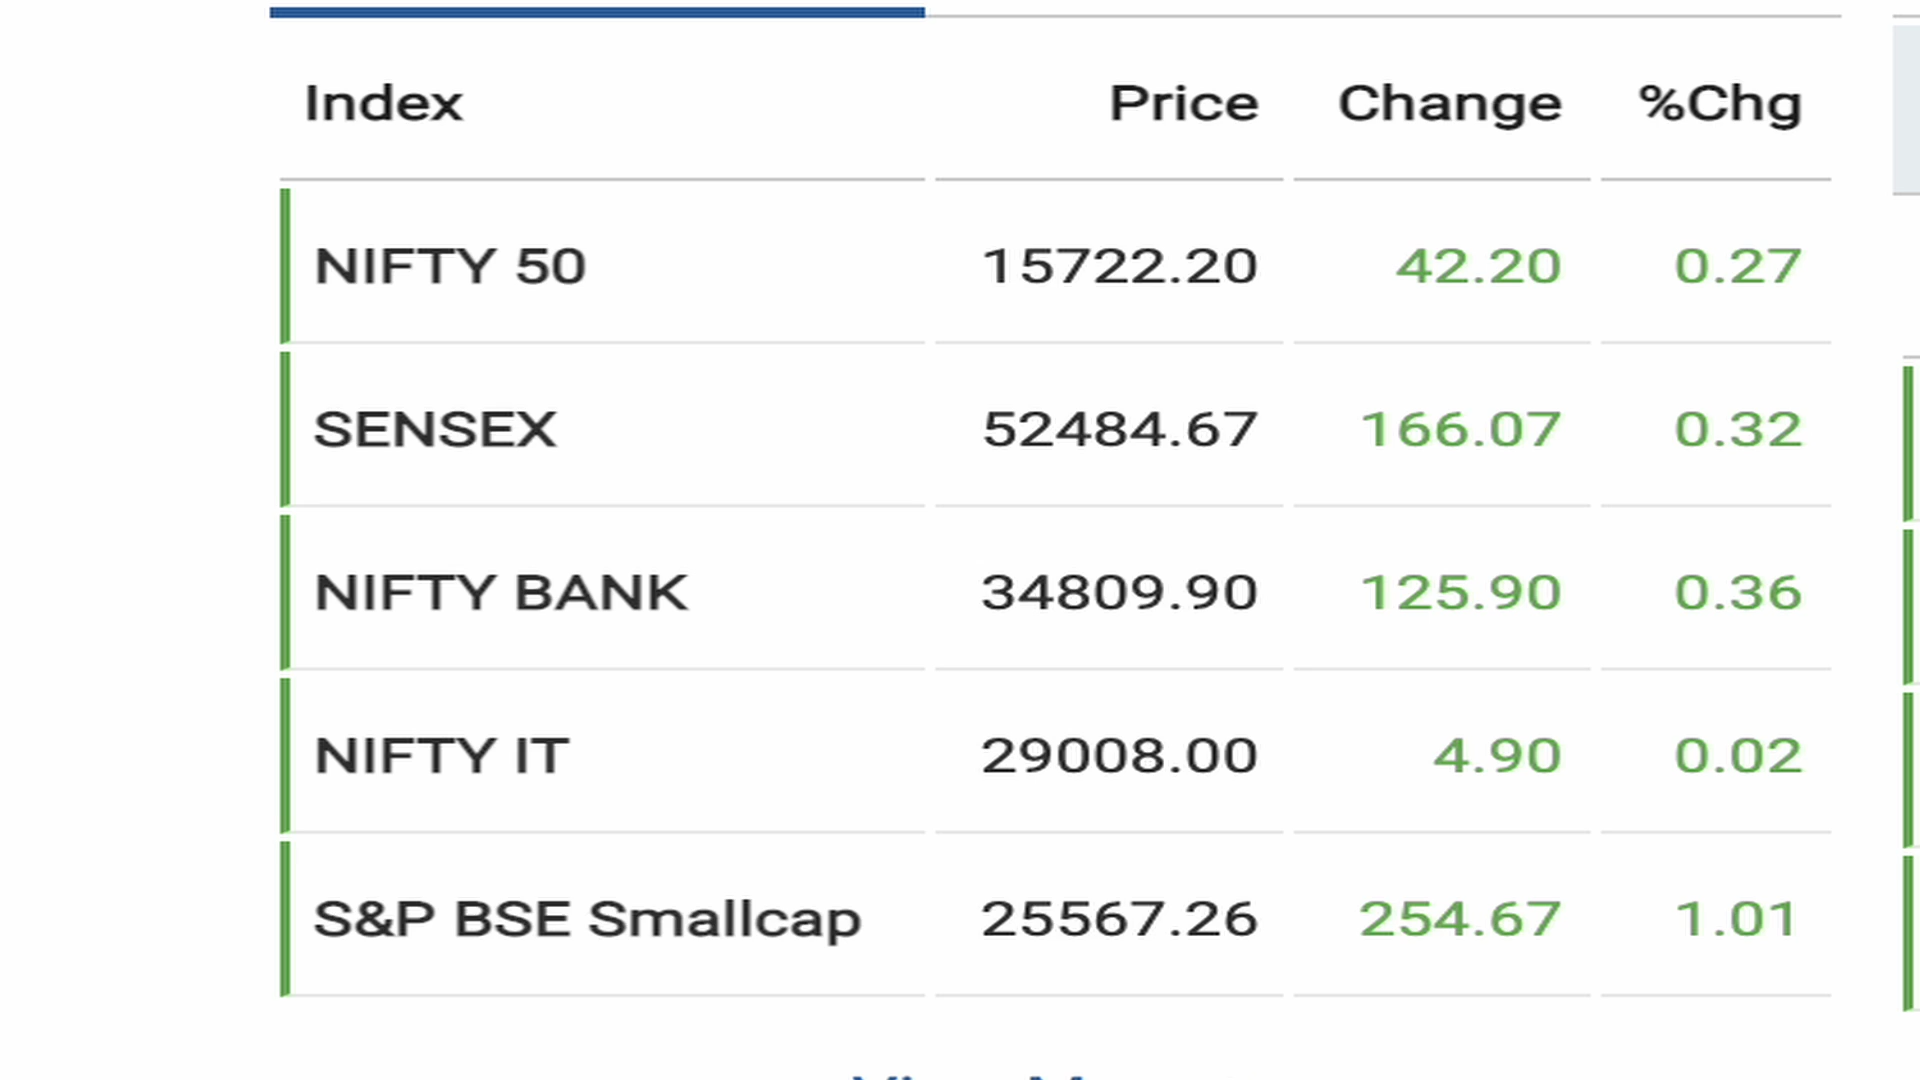 Index Price Change %Chg
NIFTY 50 15722.20 42.20 0.27
SENSEX 52484.67 166.07 0.32
NIFTY BANK 34809.90 125.90 0.36
NIFTY IT 29008.00 4.90 0.02
S&P BSE Smallcap 25567.26 254.67 1.01